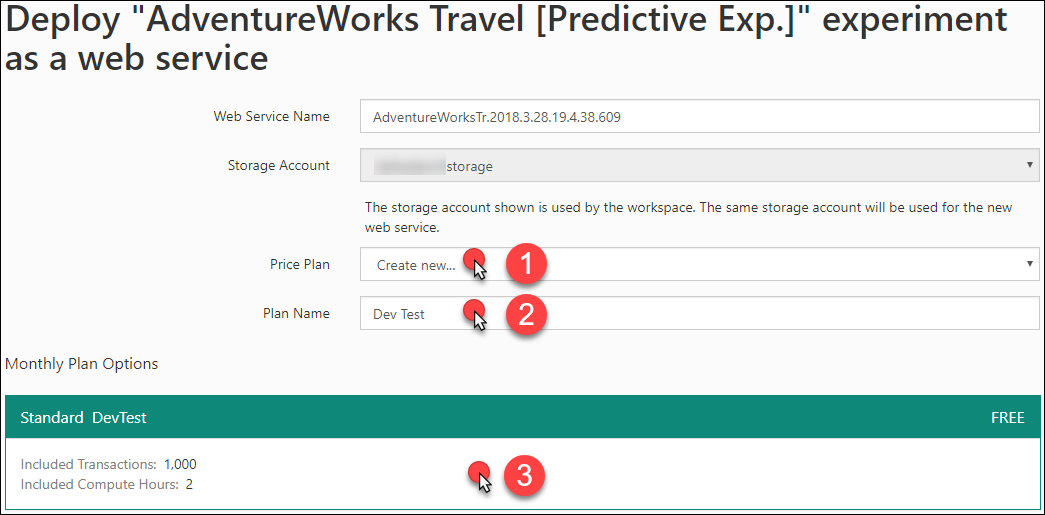 Deploy "AdventureWorks Travel [Predictive Exp.]" experiment
as a web service
Web Service Name
AdventureWorksTr.2018.3.28.19.4.38.609
Storage Account
storage
The storage account shown is used by the workspace. The same storage account will be used for the new
web service.
Price Plan
Create new...
1
Plan Name
Dev Test
2
Monthly Plan Options
Standard DevTest
FREE
Included Transactions: 1,000
Included Compute Hours: 2
3